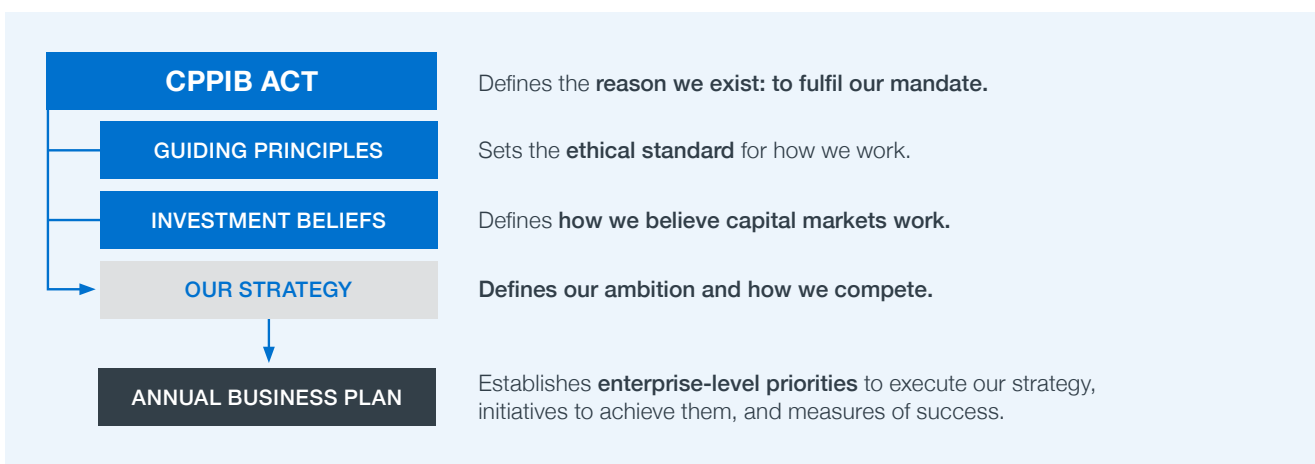 CPPIB ACT
Defines the reason we exist: to fulfil our mandate.
GUIDING PRINCIPLES
Sets the ethical standard for how we work.
INVESTMENT BELIEFS
Defines how we believe capital markets work.
OUR STRATEGY
Defines our ambition and how we compete.
ANNUAL BUSINESS PLAN
Establishes enterprise-level priorities to execute our strategy,
initiatives to achieve them, and measures of success.